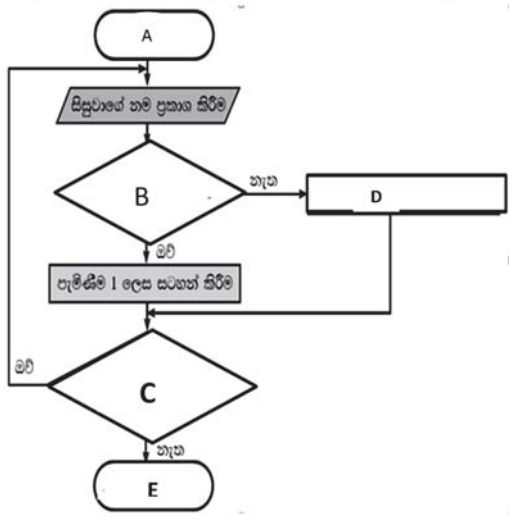 A
සිසුවාගේ නම ප්‍රකාශ කිරීම
B
නැත
D
ඔව්
පැමිණීම 1 ලෙස සටහන් කිරීම
ඔව්
C
නැත
E